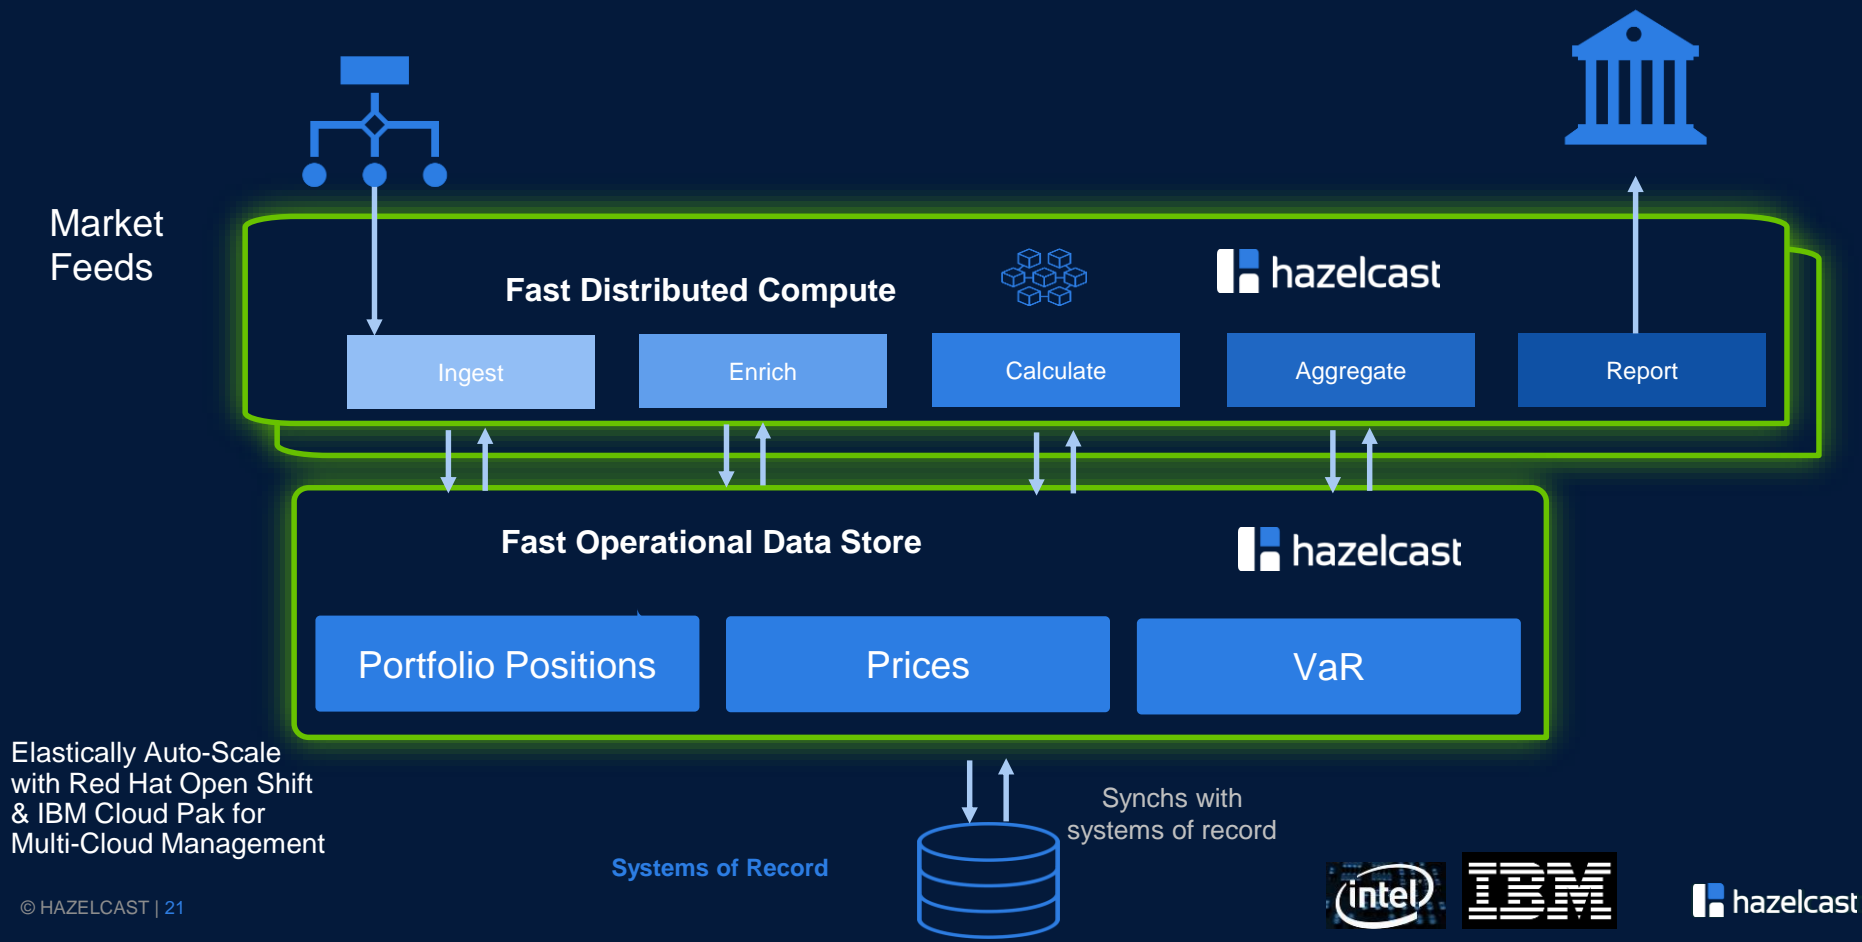 Market
Feeds
Fast Distributed Compute
hazelcast
Ingest
Enrich
Calculate
Aggregate
Report
Fast Operational Data Store
hazelcast
Portfolio Positions
Prices
VaR
Elastically Auto-Scale
with Red Hat Open Shift
& IBM Cloud Pak for
Multi-Cloud Management
Synchs with
systems of record
Systems of Record
© HAZELCAST | 21
intel
IBM
hazelcast